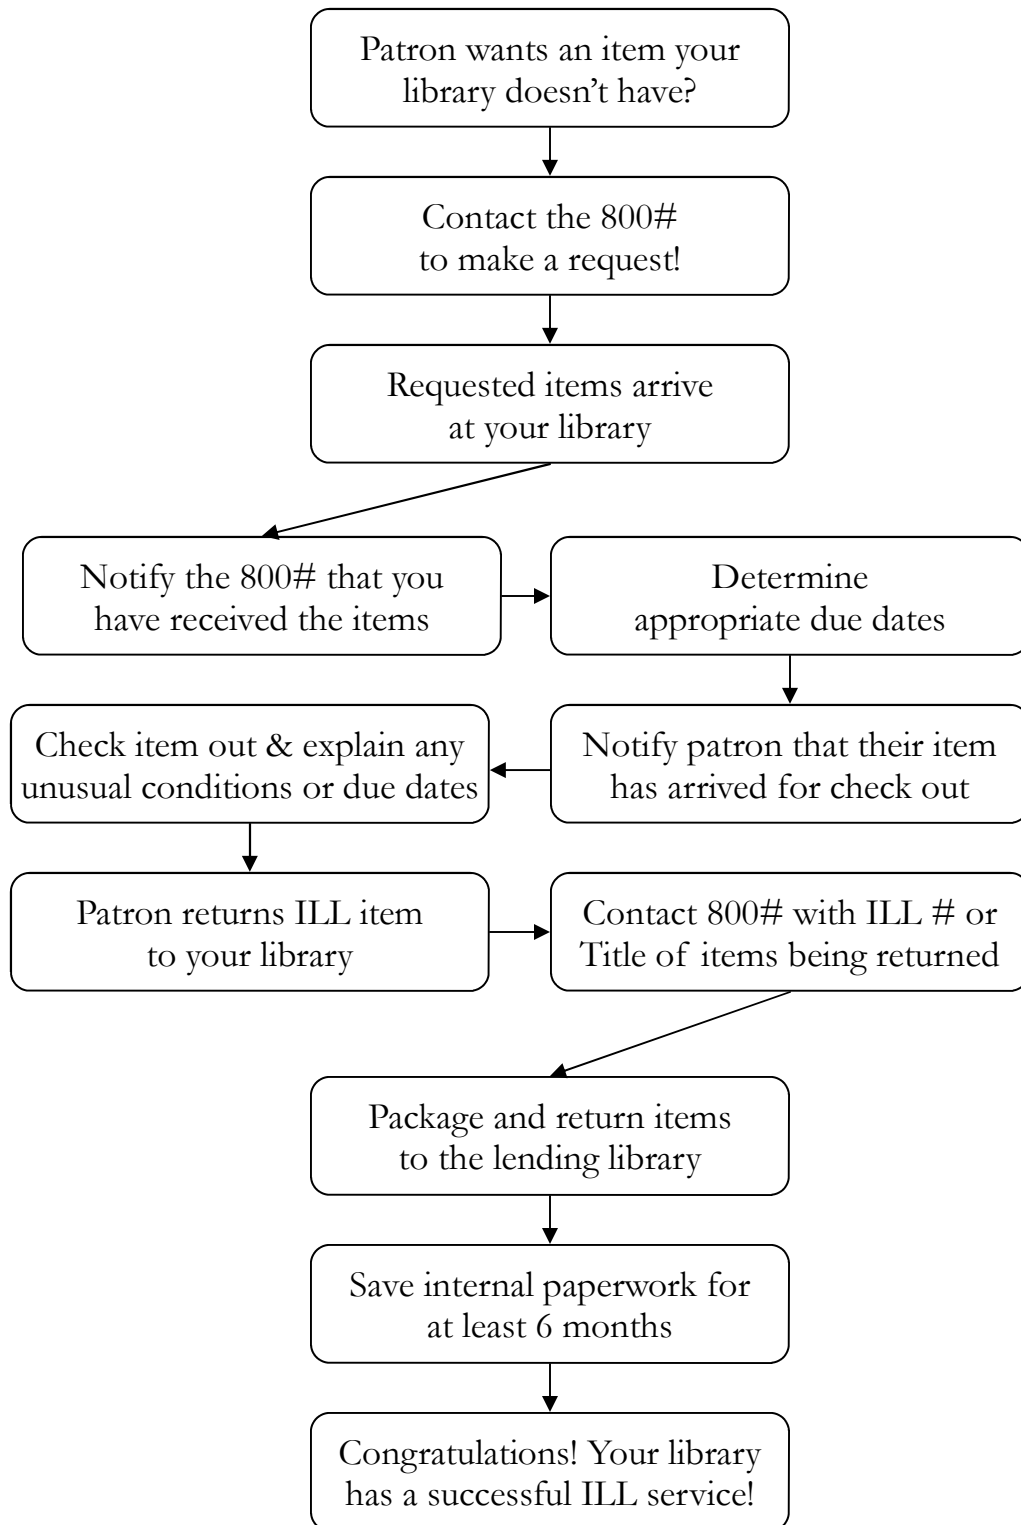 Patron wants an item your
library doesn’t have?
Contact the 800#
to make a request!
Requested items arrive
at your library
Notify the 800# that you
have received the items
Determine
appropriate due dates
Notify patron that their item
has arrived for check out
Check item out & explain any
unusual conditions or due dates
Patron returns ILL item
to your library
Contact 800# with ILL # or
Title of items being returned
Package and return items
to the lending library
Save internal paperwork for
at least 6 months
Congratulations! Your library
has a successful ILL service!